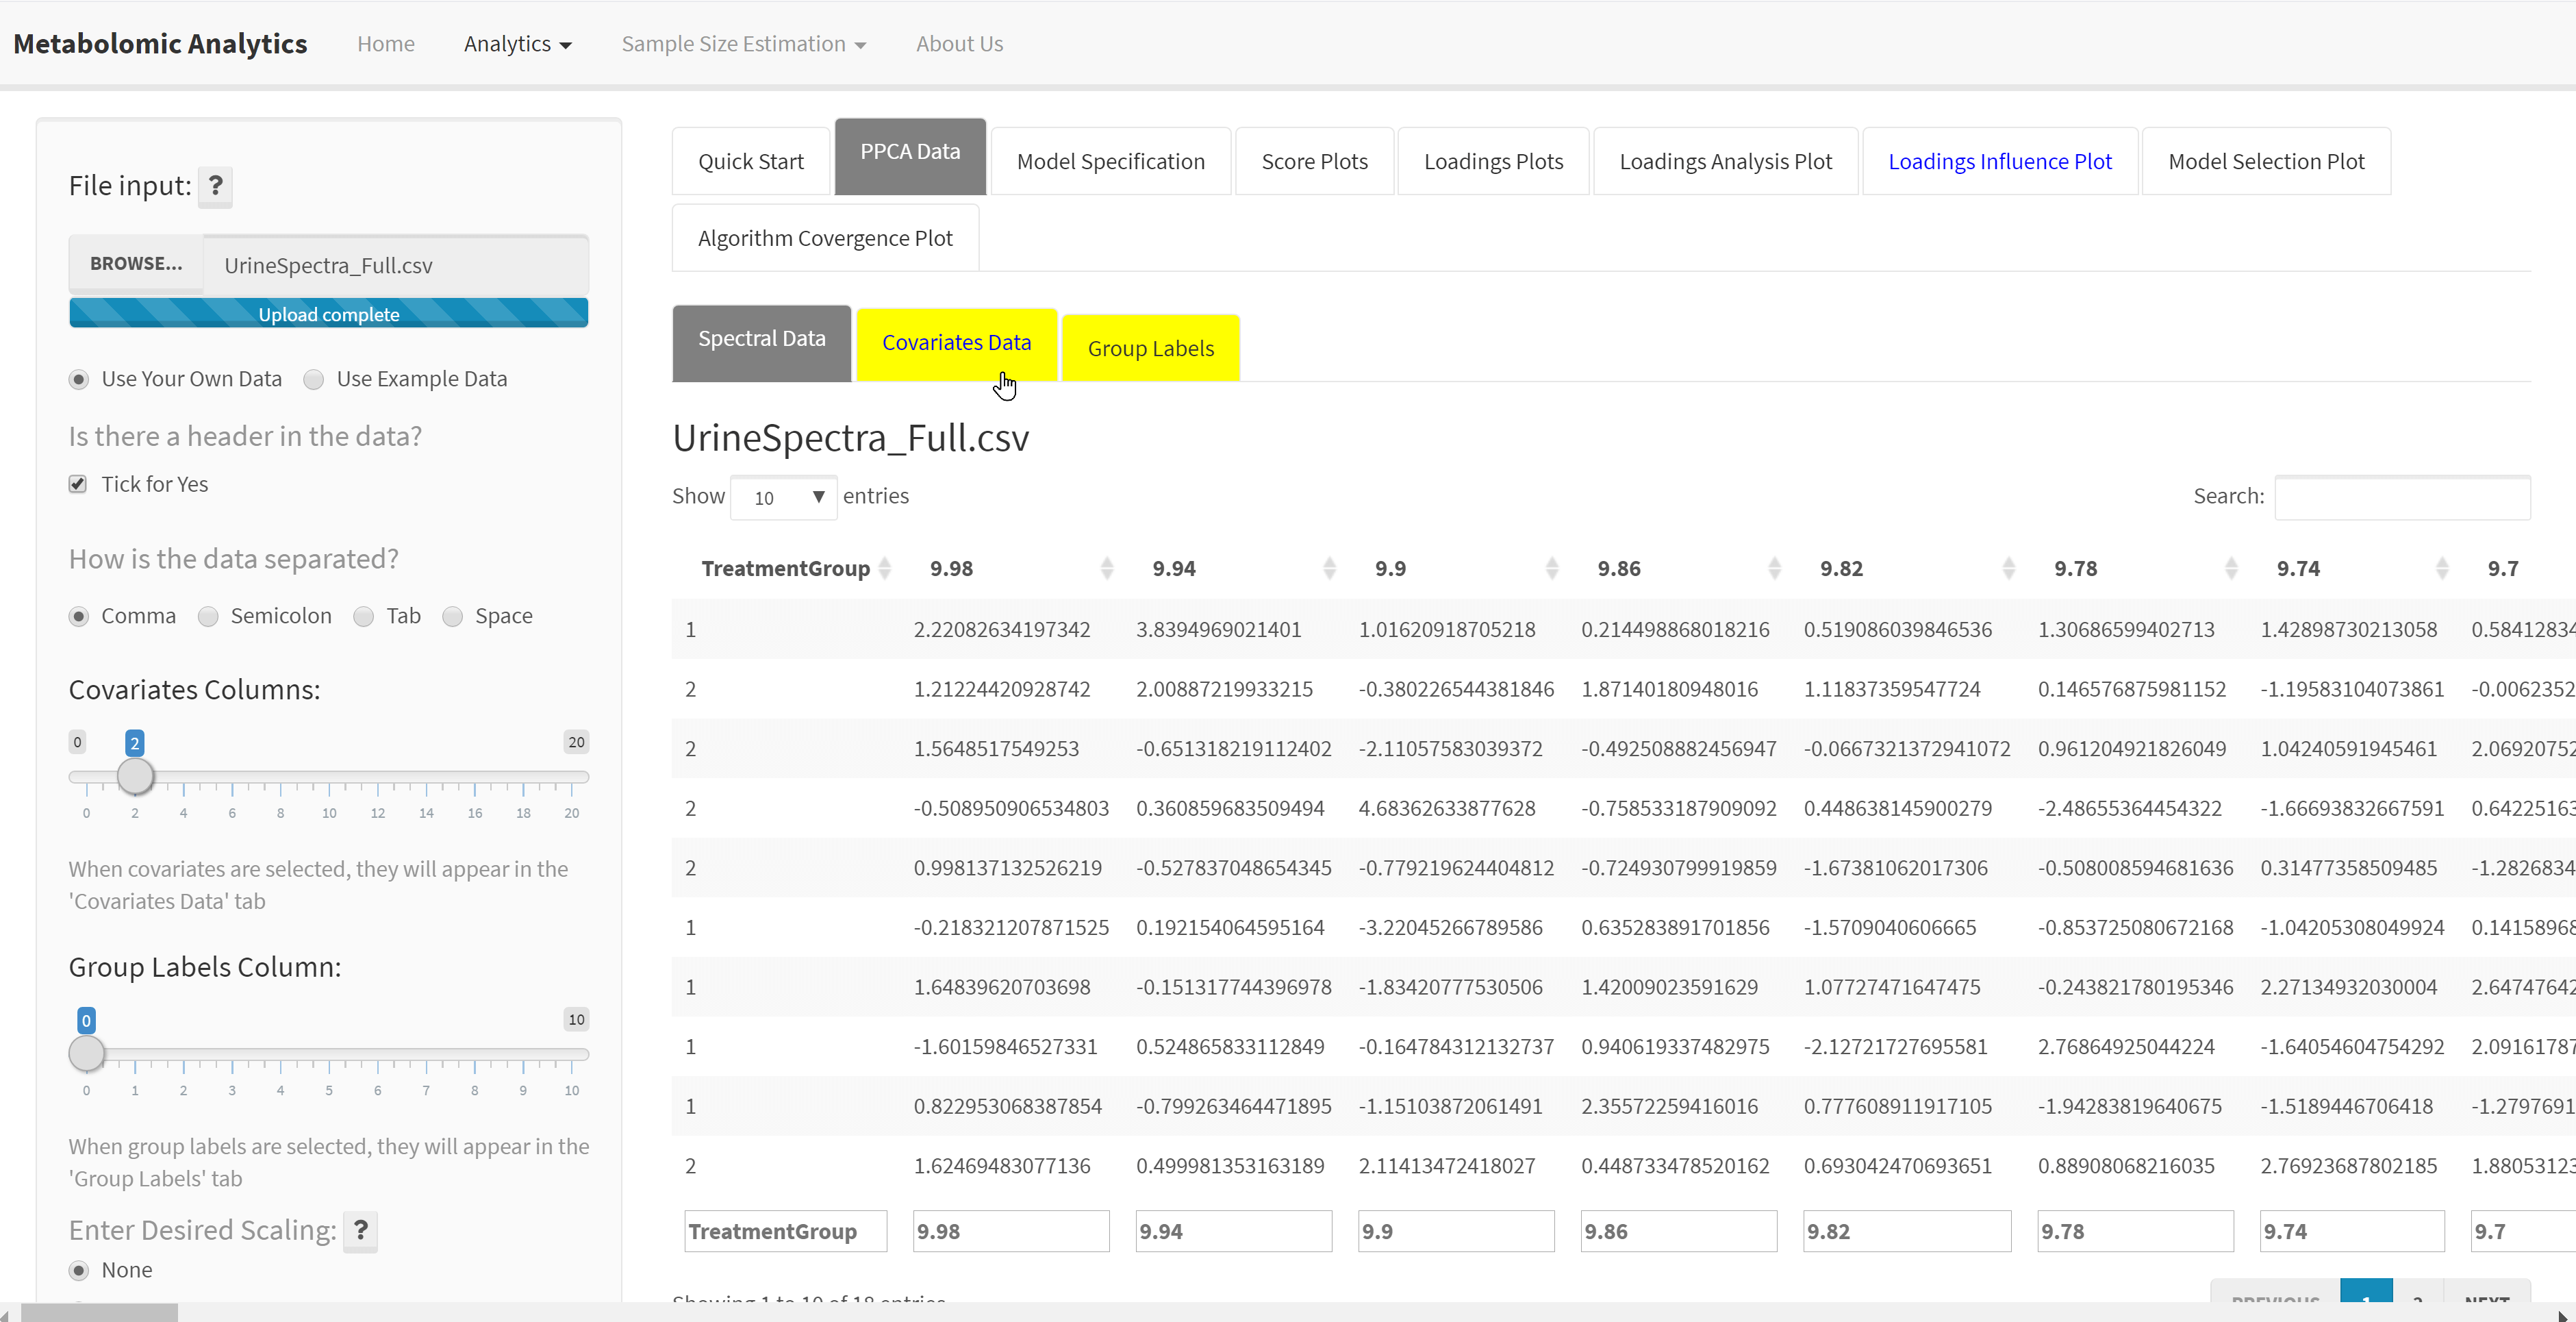 Metabolomic Analytics Home Analytics Sample Size Estimation About Us
File input: ?
BROWSE... UrineSpectra_Full.csv
Upload complete
Use Your Own Data Use Example Data
Is there a header in the data?
Tick for Yes
How is the data separated?
Comma Semicolon Tab Space
Covariates Columns:
0 2 20
0 2 4 6 8 10 12 14 16 18 20
When covariates are selected, they will appear in the
'Covariates Data' tab
Group Labels Column:
0 10
0 1 2 3 4 5 6 7 8 9 10
When group labels are selected, they will appear in the
'Group Labels' tab
Enter Desired Scaling: ?
None
Quick Start PPCA Data Model Specification Score Plots Loadings Plots Loadings Analysis Plot Loadings Influence Plot Model Selection Plot
Algorithm Covergence Plot
Spectral Data Covariates Data Group Labels
UrineSpectra_Full.csv
Show 10 entries Search:
TreatmentGroup 9.98 9.94 9.9 9.86 9.82 9.78 9.74 9.7
1 2.22082634197342 3.8394969021401 1.01620918705218 0.214498868018216 0.519086039846536 1.30686599402713 1.42898730213058 0.58412834
2 1.21224420928742 2.00887219933215 -0.380226544381846 1.87140180948016 1.11837359547724 0.146576875981152 -1.19583104073861 -0.0062352
2 1.5648517549253 -0.651318219112402 -2.11057583039372 -0.492508882456947 -0.0667321372941072 0.961204921826049 1.04240591945461 2.06920752
2 -0.508950906534803 0.360859683509494 4.68362633877628 -0.758533187909092 0.448638145900279 -2.48655364454322 -1.66693832667591 0.64225163
2 0.998137132526219 -0.527837048654345 -0.779219624404812 -0.724930799919859 -1.67381062017306 -0.508008594681636 0.31477358509485 -1.2826834
1 -0.218321207871525 0.192154064595164 -3.22045266789586 0.635283891701856 -1.5709040606665 -0.853725080672168 -1.04205308049924 0.14158968
1 1.64839620703698 -0.151317744396978 -1.83420777530506 1.42009023591629 1.07727471647475 -0.243821780195346 2.27134932030004 2.64747642
1 -1.60159846527331 0.524865833112849 -0.164784312132737 0.940619337482975 -2.12721727695581 2.76864925044224 -1.64054604754292 2.09161787
1 0.822953068387854 -0.799263464471895 -1.15103872061491 2.35572259416016 0.777608911917105 -1.94283819640675 -1.5189446706418 -1.2797691
2 1.62469483077136 0.499981353163189 2.11413472418027 0.448733478520162 0.693042470693651 0.88908068216035 2.76923687802185 1.88053123
TreatmentGroup 9.98 9.94 9.9 9.86 9.82 9.78 9.74 9.7
Showing 1 to 10 of 18 entries PREVIOUS 1 2 NEXT